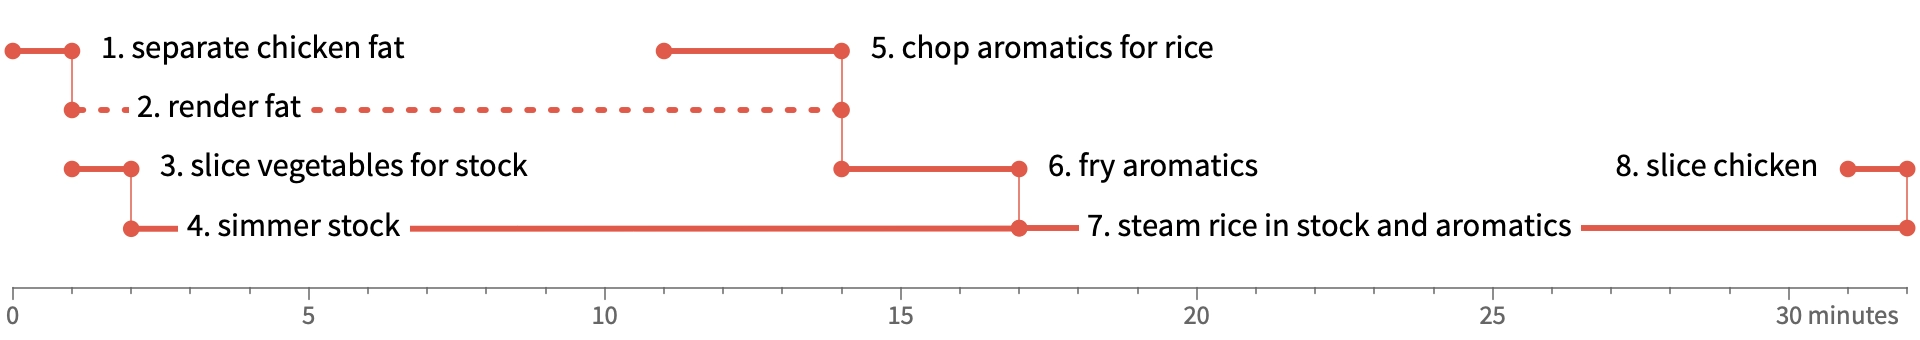 1. separate chicken fat
5. chop aromatics for rice
2. render fat
3. slice vegetables for stock
6. fry aromatics
8. slice chicken
4. simmer stock
7. steam rice in stock and aromatics
0 5 10 15 20 25 30 minutes